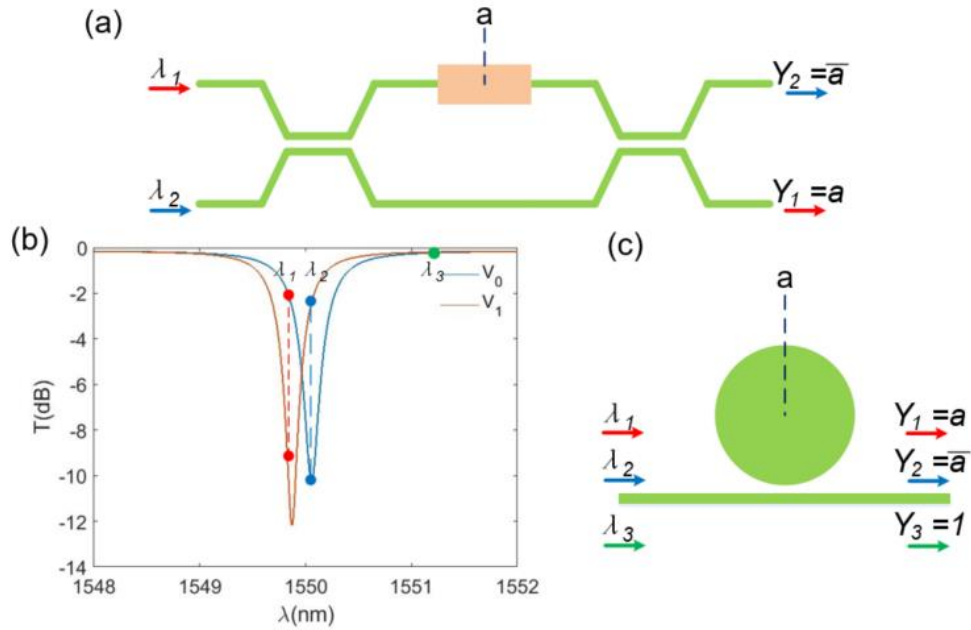 (a)
a
λ1
Y2 =a̅
λ2
Y1 =a
(b)
0
-2
-4
-6
-8
-10
-12
-14
T(dB)
λ1
λ2
λ3
V0
V1
1548
1549
1550
1551
1552
λ(nm)
(c)
a
λ1
Y1 =a
λ2
Y2 =a̅
λ3
Y3 =1